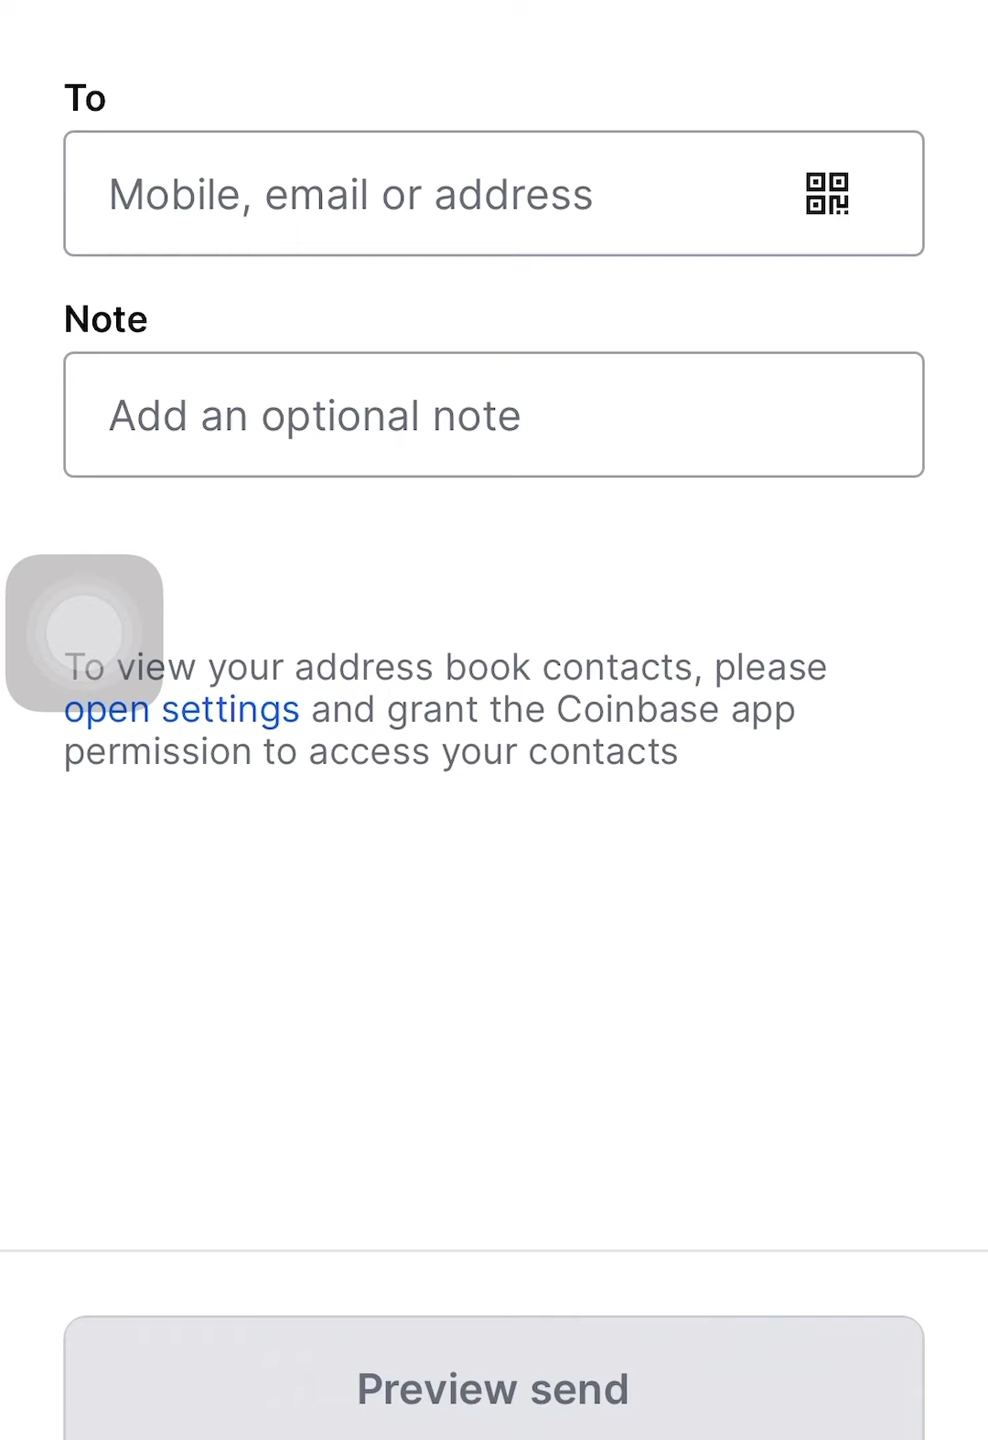 To
Mobile, email or address
Note
Add an optional note
To view your address book contacts, please
open settings and grant the Coinbase app
permission to access your contacts
Preview send